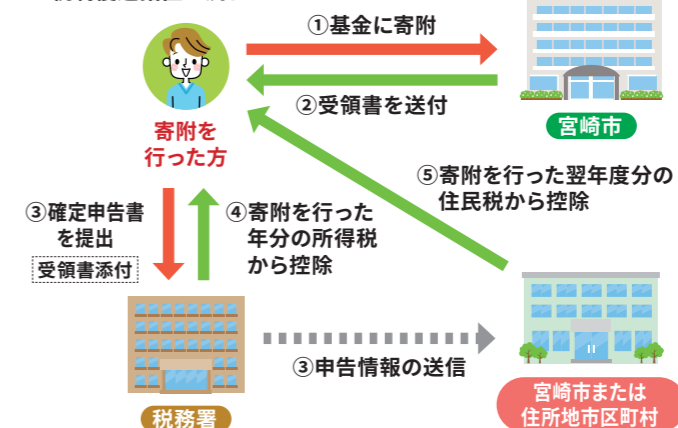 ①基金に寄附
②受領書を送付
宮崎市
寄附を
行った方
⑤寄附を行った翌年度分の
住民税から控除
③確定申告書
を提出
受領書添付
④寄附を行った
年分の所得税
から控除
③申告情報の送信
税務署
宮崎市または
住所地市区町村